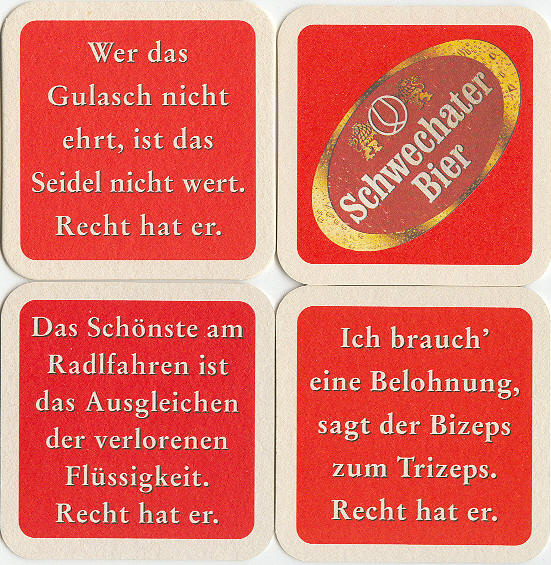 Wer das
Gulasch nicht
ehrt, ist das
Seidel nicht wert.
Recht hat er.
Schwechater
Bier
Das Schönste am
Radlfahren ist
das Ausgleichen
der verlorenen
Flüssigkeit.
Recht hat er.
Ich brauch’
eine Belohnung,
sagt der Bizeps
zum Trizeps.
Recht hat er.